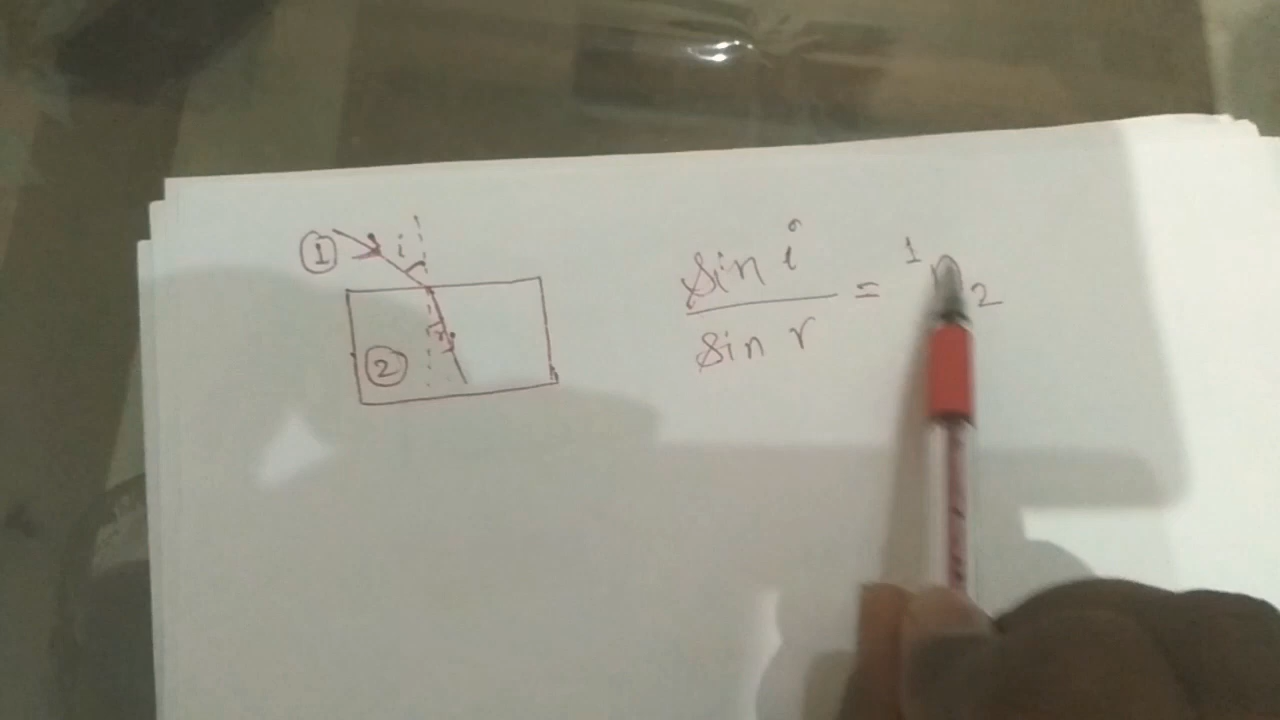 ① i
r
②
sin i
sin r
= ¹n₂